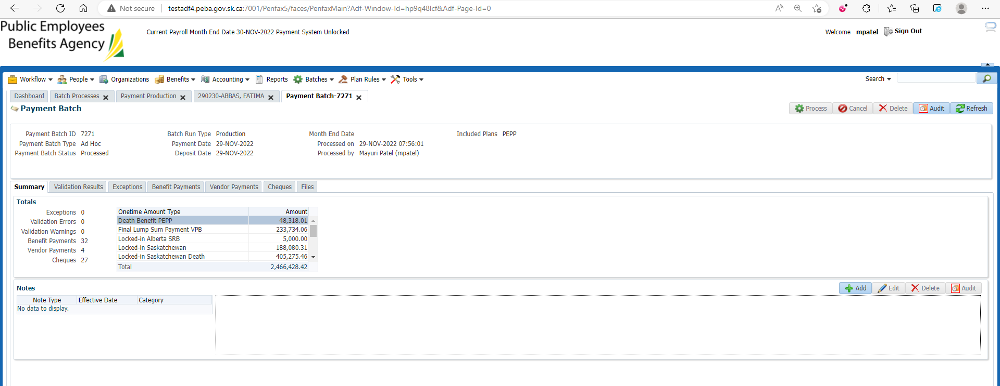 Not secure testadf4.peba.gov.sk.ca:7001/Penfax5/faces/PenfaxMain?Adf-Window-Id=hp9q48lcf&Adf-Page-Id=0
Public Employees
Benefits Agency
Current Payroll Month End Date 30-NOV-2022 Payment System Unlocked
Welcome mpatel Sign Out
Workflow People Organizations Benefits Accounting Reports Batches Plan Rules Tools Search
Dashboard Batch Processes Payment Production 290230-ABBAS, FATIMA Payment Batch-7271
Payment Batch Process Cancel Delete Audit Refresh
Payment Batch ID 7271 Batch Run Type Production Month End Date Included Plans PEPP
Payment Batch Type Ad Hoc Payment Date 29-NOV-2022 Processed on 29-NOV-2022 07:56:01
Payment Batch Status Processed Deposit Date 29-NOV-2022 Processed by Mayuri Patel (mpatel)
Summary Validation Results Exceptions Benefit Payments Vendor Payments Cheques Files
Totals
Exceptions 0
Validation Errors 0
Validation Warnings 0
Benefit Payments 32
Vendor Payments 4
Cheques 27
Onetime Amount Type Amount
Death Benefit PEPP 48,318.01
Final Lump Sum Payment VPB 233,734.06
Locked-in Alberta SRB 5,000.00
Locked-in Saskatchewan 188,080.31
Locked-in Saskatchewan Death 405,275.46
Total 2,466,428.42
Notes Add Edit Delete Audit
Note Type Effective Date Category
No data to display.